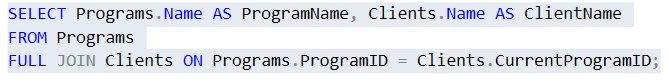 SELECT Programs.Name AS ProgramName, Clients.Name AS ClientName
FROM Programs
FULL JOIN Clients ON Programs.ProgramID = Clients.CurrentProgramID;